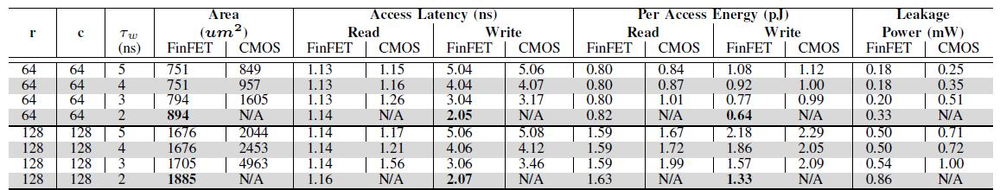 Area Access Latency (ns) Per Access Energy (pJ) Leakage
r c τw (um²) Read Write Read Write Power (mW)
(ns) FinFET CMOS FinFET CMOS FinFET CMOS FinFET CMOS FinFET CMOS FinFET CMOS
64 64 5 751 849 1.13 1.15 5.04 5.06 0.80 0.84 1.08 1.12 0.18 0.25
64 64 4 751 957 1.13 1.16 4.04 4.07 0.80 0.87 0.92 1.00 0.18 0.35
64 64 3 794 1605 1.13 1.26 3.04 3.17 0.80 1.01 0.77 0.99 0.20 0.51
64 64 2 894 N/A 1.14 N/A 2.05 N/A 0.82 N/A 0.64 N/A 0.33 N/A
128 128 5 1676 2044 1.14 1.17 5.06 5.08 1.59 1.67 2.18 2.29 0.50 0.71
128 128 4 1676 2453 1.14 1.21 4.06 4.12 1.59 1.72 1.86 2.05 0.50 0.72
128 128 3 1705 4963 1.14 1.56 3.06 3.46 1.59 1.99 1.57 2.09 0.54 1.00
128 128 2 1885 N/A 1.16 N/A 2.07 N/A 1.63 N/A 1.33 N/A 0.86 N/A